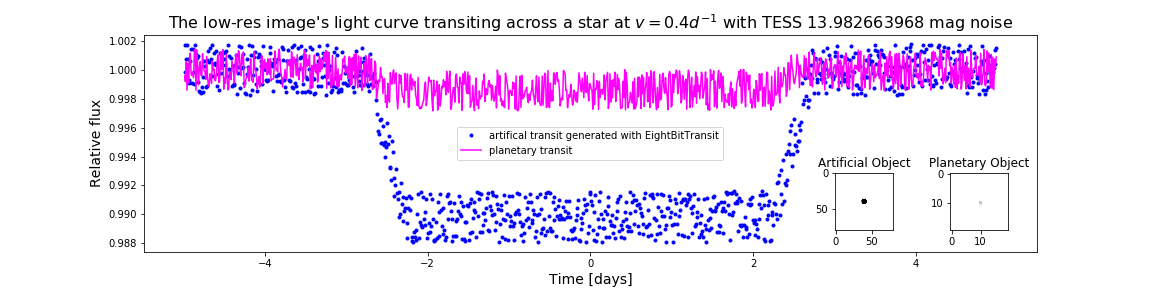 The low-res image's light curve transiting across a star at v = 0.4d⁻¹ with TESS 13.982663968 mag noise
1.002
1.000
0.998
0.996
0.994
0.992
0.990
0.988
Relative flux
artifical transit generated with EightBitTransit
planetary transit
Artificial Object
0
50
0 50
Planetary Object
0
10
0 10
−4 −2 0 2 4
Time [days]